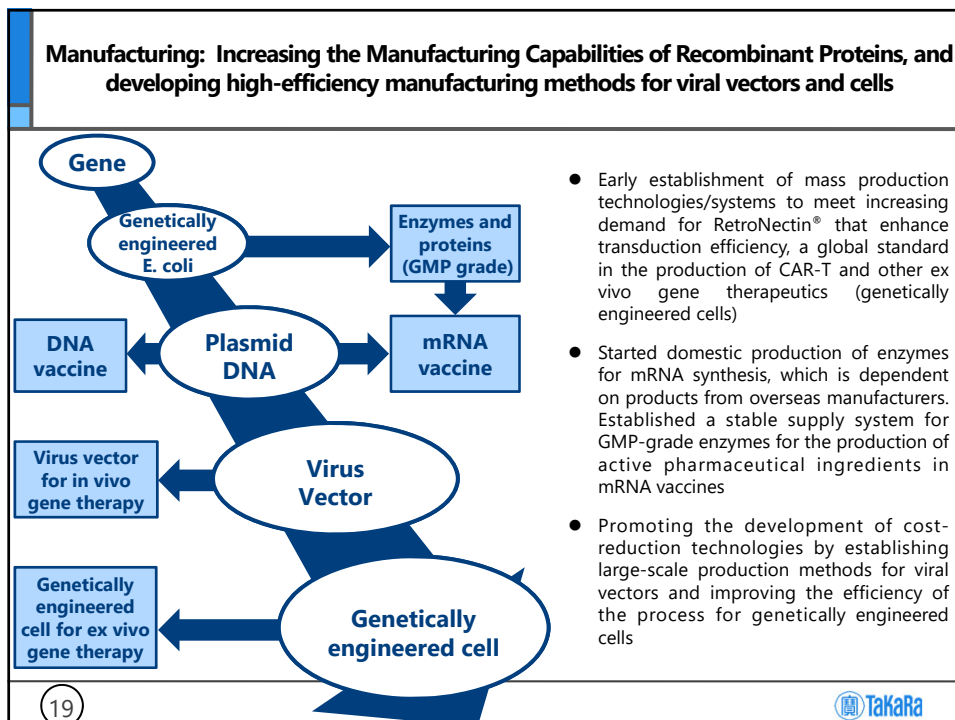 Manufacturing: Increasing the Manufacturing Capabilities of Recombinant Proteins, and
developing high-efficiency manufacturing methods for viral vectors and cells
Gene
Genetically
engineered
E. coli
Enzymes and
proteins
(GMP grade)
DNA
vaccine
Plasmid
DNA
mRNA
vaccine
Virus vector
for in vivo
gene therapy
Virus
Vector
Genetically
engineered
cell for ex vivo
gene therapy
Genetically
engineered cell
● Early establishment of mass production
technologies/systems to meet increasing
demand for RetroNectin® that enhance
transduction efficiency, a global standard
in the production of CAR-T and other ex
vivo gene therapeutics (genetically
engineered cells)
● Started domestic production of enzymes
for mRNA synthesis, which is dependent
on products from overseas manufacturers.
Established a stable supply system for
GMP-grade enzymes for the production of
active pharmaceutical ingredients in
mRNA vaccines
● Promoting the development of cost-
reduction technologies by establishing
large-scale production methods for viral
vectors and improving the efficiency of
the process for genetically engineered
cells
19
寳 TaKaRa